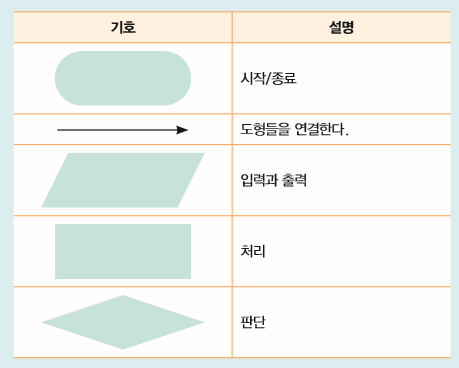 기호 설명
시작/종료
도형들을 연결한다.
입력과 출력
처리
판단